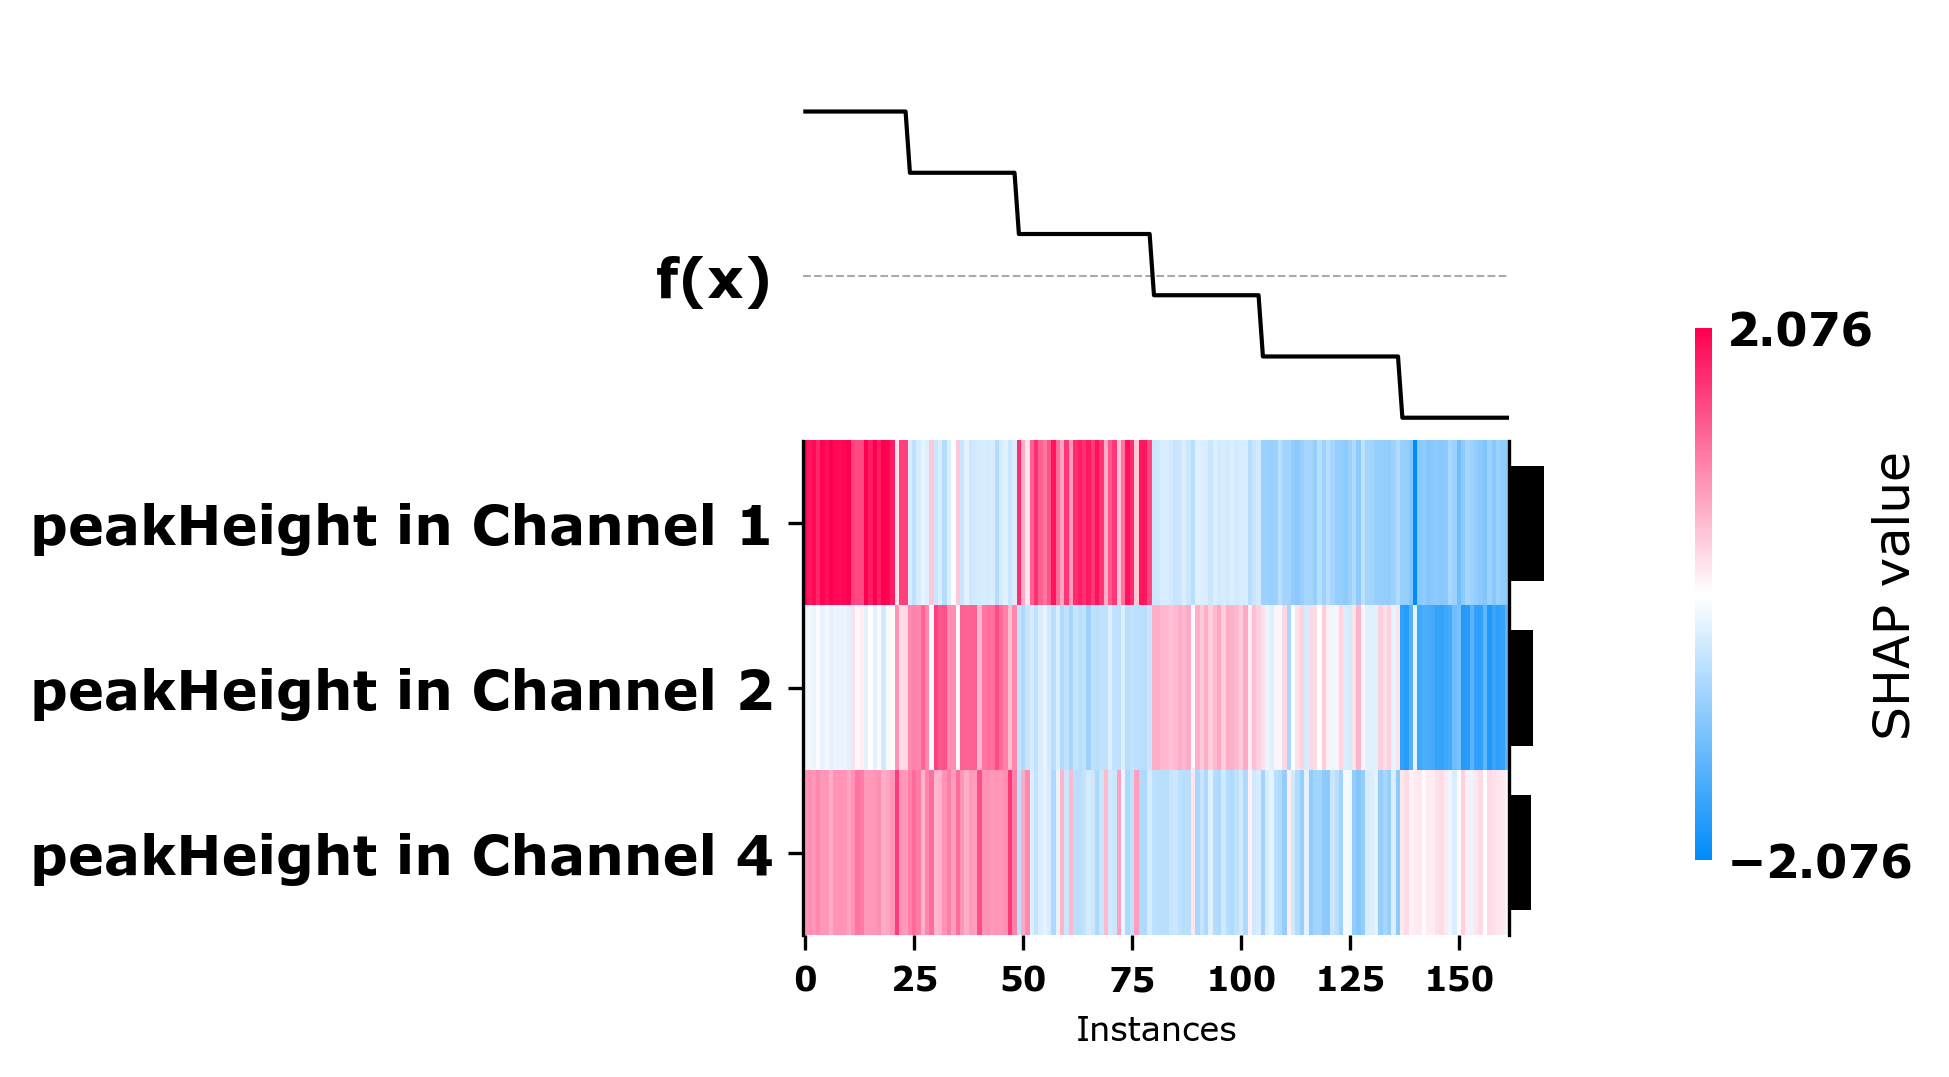 f(x)
2.076
peakHeight in Channel 1
peakHeight in Channel 2
peakHeight in Channel 4
SHAP value
−2.076
0 25 50 75 100 125 150
Instances